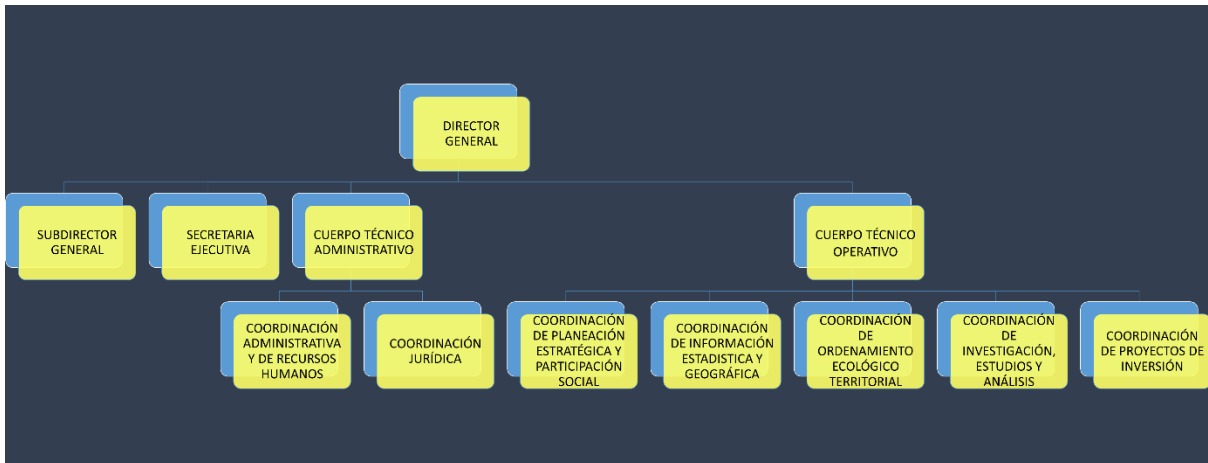 DIRECTOR
GENERAL
SUBDIRECTOR
GENERAL
SECRETARIA
EJECUTIVA
CUERPO TÉCNICO
ADMINISTRATIVO
CUERPO TÉCNICO
OPERATIVO
COORDINACIÓN
ADMINISTRATIVA
Y DE RECURSOS
HUMANOS
COORDINACIÓN
JURÍDICA
COORDINACIÓN
DE PLANEACIÓN
ESTRATÉGICA Y
PARTICIPACIÓN
SOCIAL
COORDINACIÓN
DE INFORMACIÓN
ESTADISTICA Y
GEOGRÁFICA
COORDINACIÓN
DE
ORDENAMIENTO
ECOLÓGICO
TERRITORIAL
COORDINACIÓN
DE
INVESTIGACIÓN,
ESTUDIOS Y
ANÁLISIS
COORDINACIÓN
DE PROYECTOS DE
INVERSIÓN